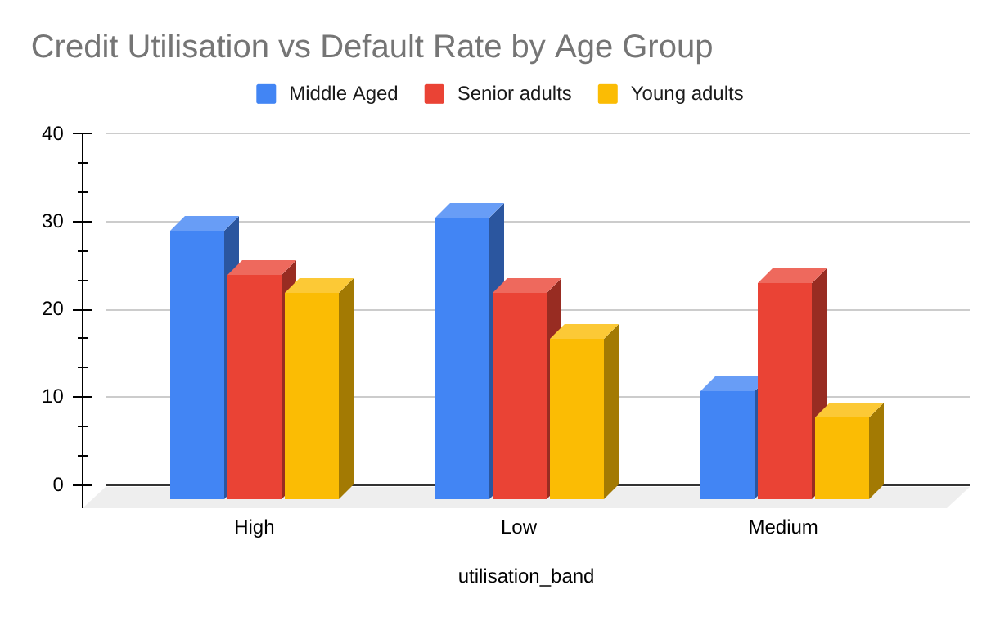 Credit Utilisation vs Default Rate by Age Group
Middle Aged Senior adults Young adults
40
30
20
10
0
High Low Medium
utilisation_band